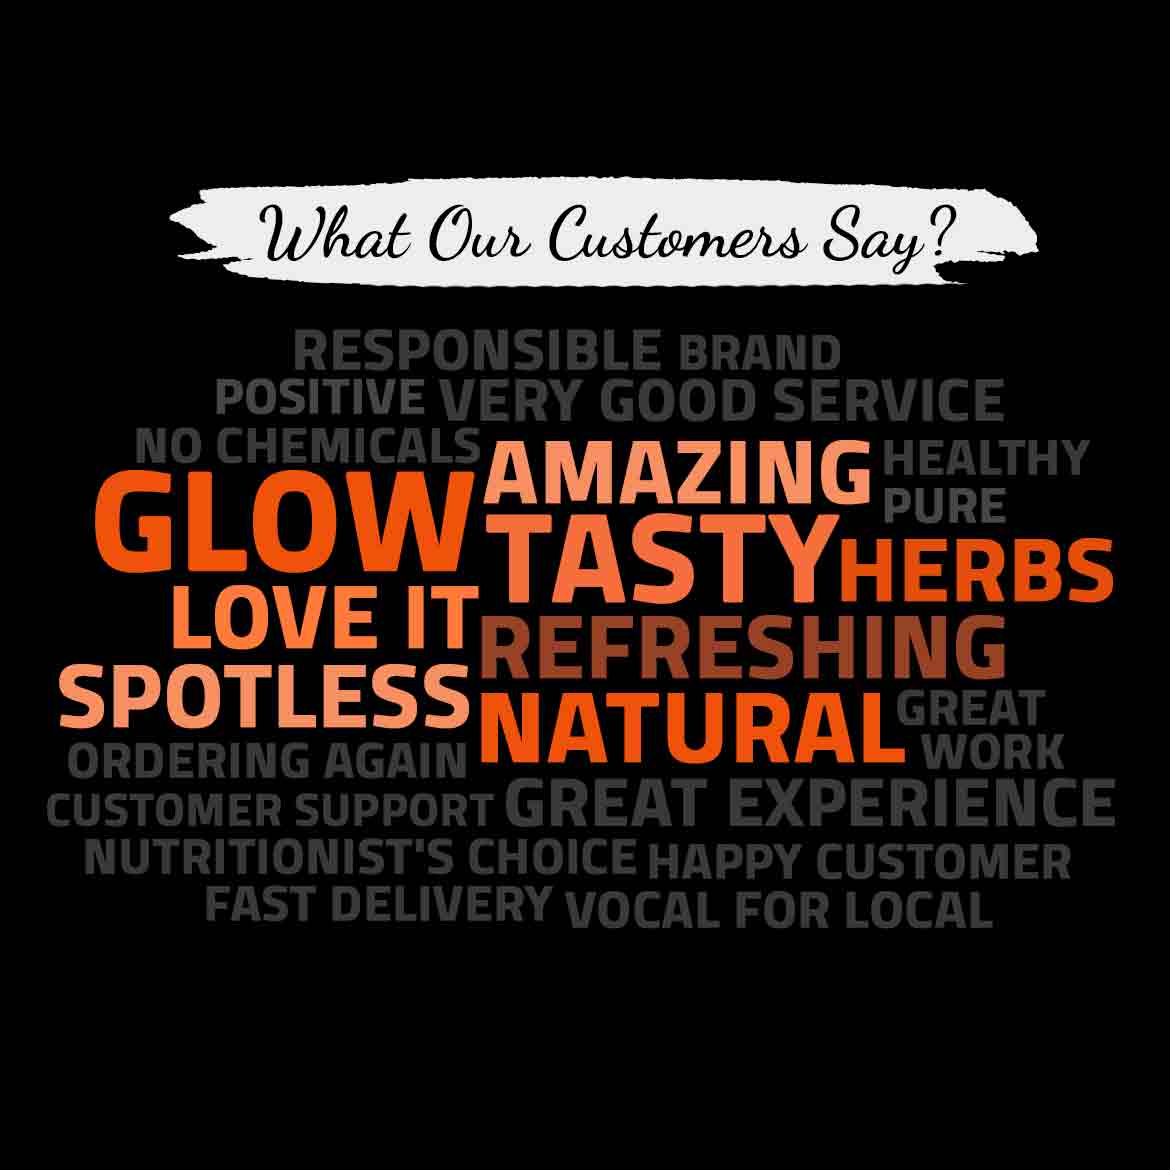 What Our Customers Say?
RESPONSIBLE BRAND
POSITIVE VERY GOOD SERVICE
NO CHEMICALS
AMAZING
HEALTHY
GLOW
PURE
TASTY
HERBS
LOVE IT
REFRESHING
SPOTLESS
NATURAL
GREAT
WORK
ORDERING AGAIN
CUSTOMER SUPPORT
GREAT EXPERIENCE
NUTRITIONIST'S CHOICE
HAPPY CUSTOMER
FAST DELIVERY
VOCAL FOR LOCAL